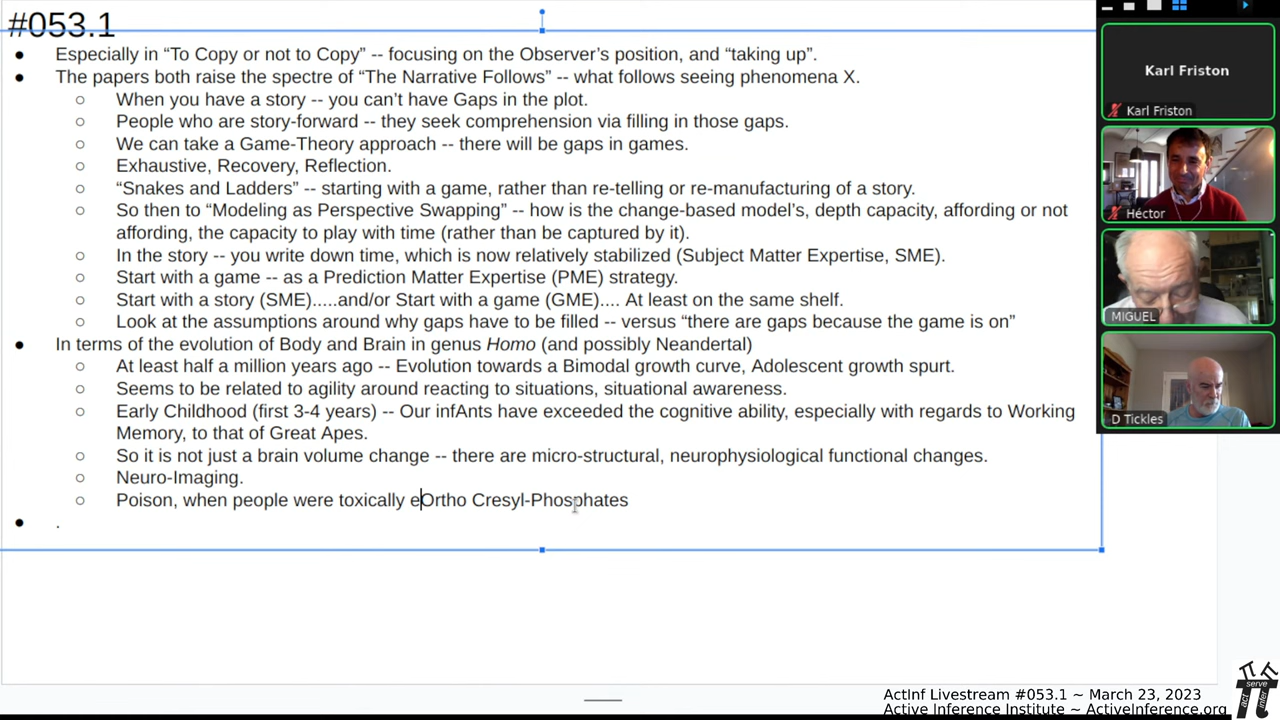 #053.1
● Especially in “To Copy or not to Copy” -- focusing on the Observer’s position, and “taking up”.
● The papers both raise the spectre of “The Narrative Follows” -- what follows seeing phenomena X.
○ When you have a story -- you can’t have Gaps in the plot.
○ People who are story-forward -- they seek comprehension via filling in those gaps.
○ We can take a Game-Theory approach -- there will be gaps in games.
○ Exhaustive, Recovery, Reflection.
○ “Snakes and Ladders” -- starting with a game, rather than re-telling or re-manufacturing of a story.
○ So then to “Modeling as Perspective Swapping” -- how is the change-based model’s, depth capacity, affording or not
affording, the capacity to play with time (rather than be captured by it).
○ In the story -- you write down time, which is now relatively stabilized (Subject Matter Expertise, SME).
○ Start with a game -- as a Prediction Matter Expertise (PME) strategy.
○ Start with a story (SME).....and/or Start with a game (GME).... At least on the same shelf.
○ Look at the assumptions around why gaps have to be filled -- versus “there are gaps because the game is on”
● In terms of the evolution of Body and Brain in genus Homo (and possibly Neandertal)
○ At least half a million years ago -- Evolution towards a Bimodal growth curve, Adolescent growth spurt.
○ Seems to be related to agility around reacting to situations, situational awareness.
○ Early Childhood (first 3-4 years) -- Our infAnts have exceeded the cognitive ability, especially with regards to Working
Memory, to that of Great Apes.
○ So it is not just a brain volume change -- there are micro-structural, neurophysiological functional changes.
○ Neuro-Imaging.
○ Poison, when people were toxically eOrtho Cresyl-Phosphates
● .
Karl Friston
Karl Friston
Héctor
MIGUEL
D Tickles
ActInf Livestream #053.1 ~ March 23, 2023
Active Inference Institute ~ ActiveInference.org
serve
act
infer